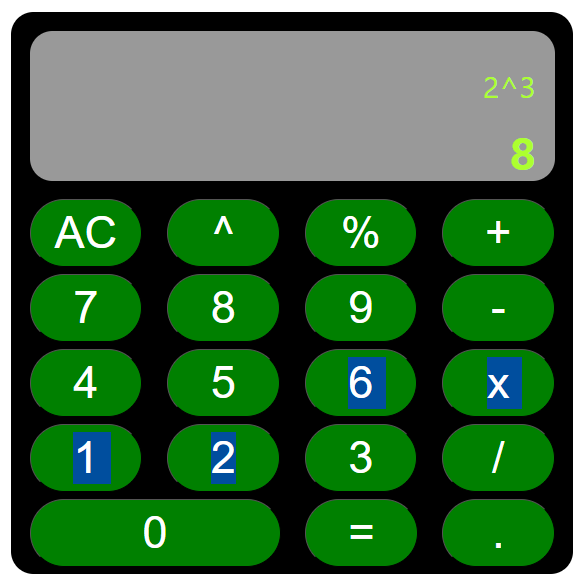 2^3
8
AC ^ % +
7 8 9 -
4 5 6 x
1 2 3 /
0 = .